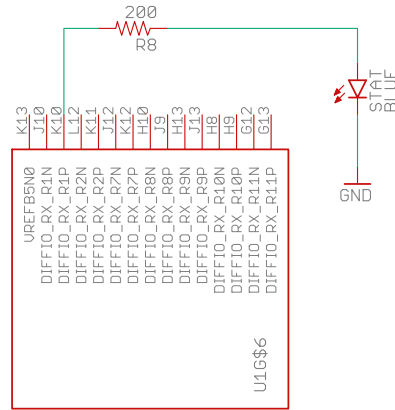 200
R8
STAT
BLUE
GND
K13
J10
K10
L12
K11
J12
K12
H10
J9
H13
J13
H8
H9
G12
G13
VREFB5N0
DIFFIO_RX_R1N
DIFFIO_RX_R1P
DIFFIO_RX_R2N
DIFFIO_RX_R2P
DIFFIO_RX_R7N
DIFFIO_RX_R7P
DIFFIO_RX_R8N
DIFFIO_RX_R8P
DIFFIO_RX_R9N
DIFFIO_RX_R9P
DIFFIO_RX_R10N
DIFFIO_RX_R10P
DIFFIO_RX_R11N
DIFFIO_RX_R11P
U1G$6